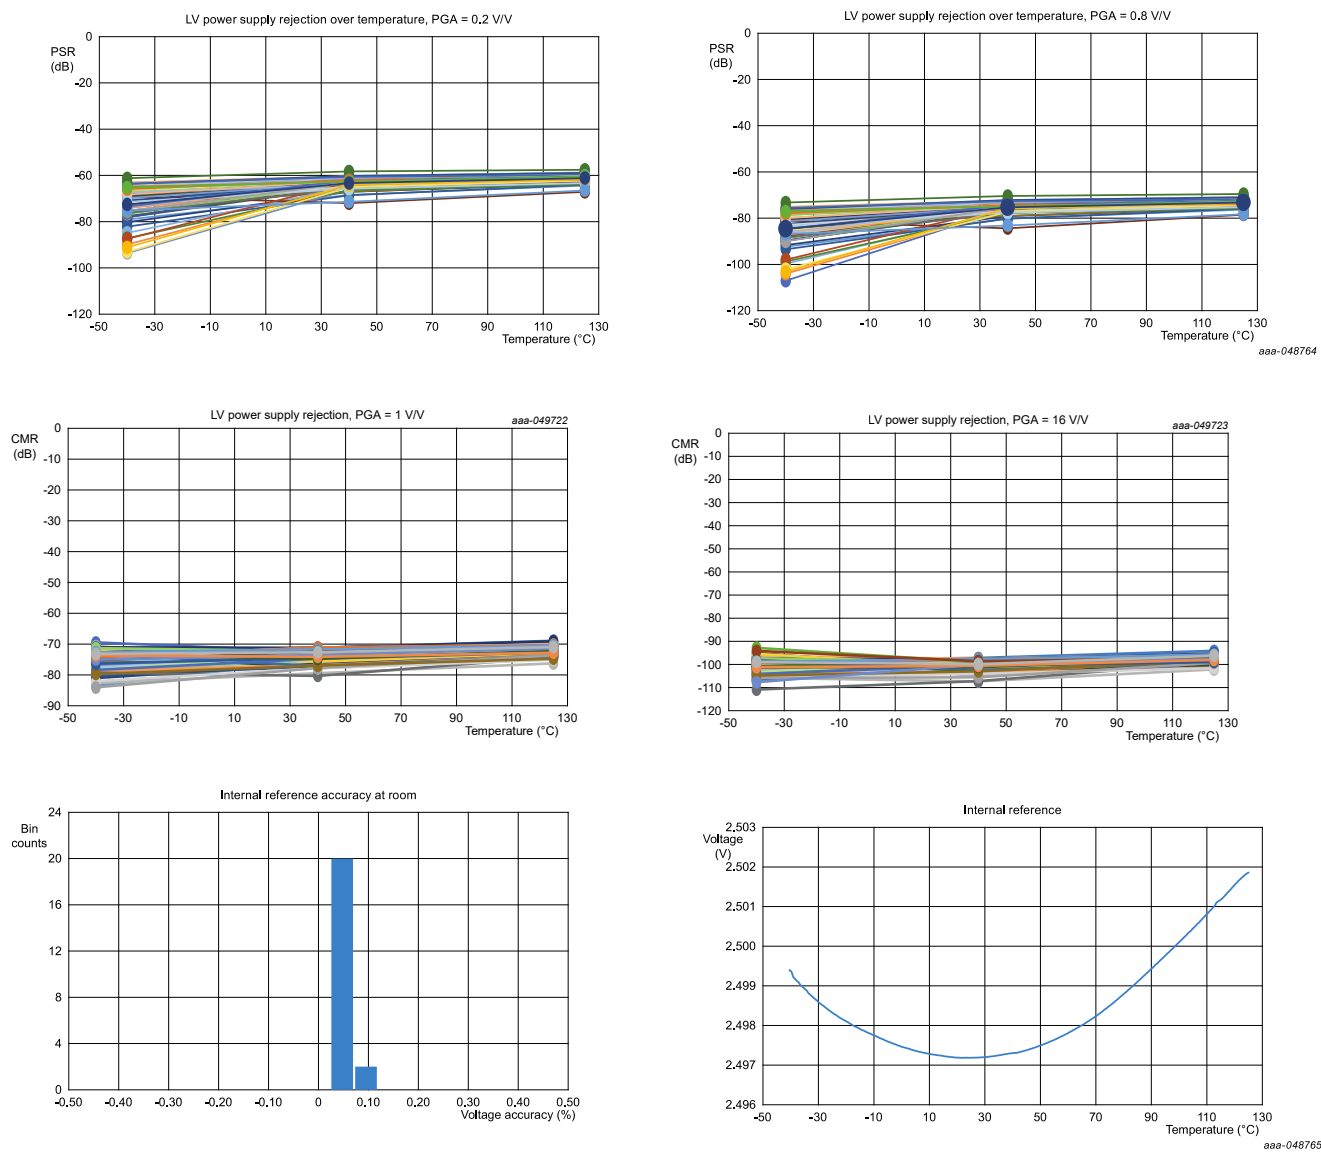 LV power supply rejection over temperature, PGA = 0.2 V/V
PSR
(dB)
0
-20
-40
-60
-80
-100
-120
-50 -30 -10 10 30 50 70 90 110 130
Temperature (°C)
LV power supply rejection over temperature, PGA = 0.8 V/V
PSR
(dB)
0
-20
-40
-60
-80
-100
-120
-50 -30 -10 10 30 50 70 90 110 130
Temperature (°C)
aaa-048764
LV power supply rejection, PGA = 1 V/V
aaa-049722
CMR
(dB)
0
-10
-20
-30
-40
-50
-60
-70
-80
-90
-50 -30 -10 10 30 50 70 90 110 130
Temperature (°C)
LV power supply rejection, PGA = 16 V/V
aaa-049723
CMR
(dB)
0
-10
-20
-30
-40
-50
-60
-70
-80
-90
-100
-110
-120
-50 -30 -10 10 30 50 70 90 110 130
Temperature (°C)
Internal reference accuracy at room
Bin
counts
24
20
16
12
8
4
0
-0.50 -0.40 -0.30 -0.20 -0.10 0 0.10 0.20 0.30 0.40 0.50
Voltage accuracy (%)
Internal reference
Voltage
(V)
2.503
2.502
2.501
2.500
2.499
2.498
2.497
2.496
-50 -30 -10 10 30 50 70 90 110 130
Temperature (°C)
aaa-048765